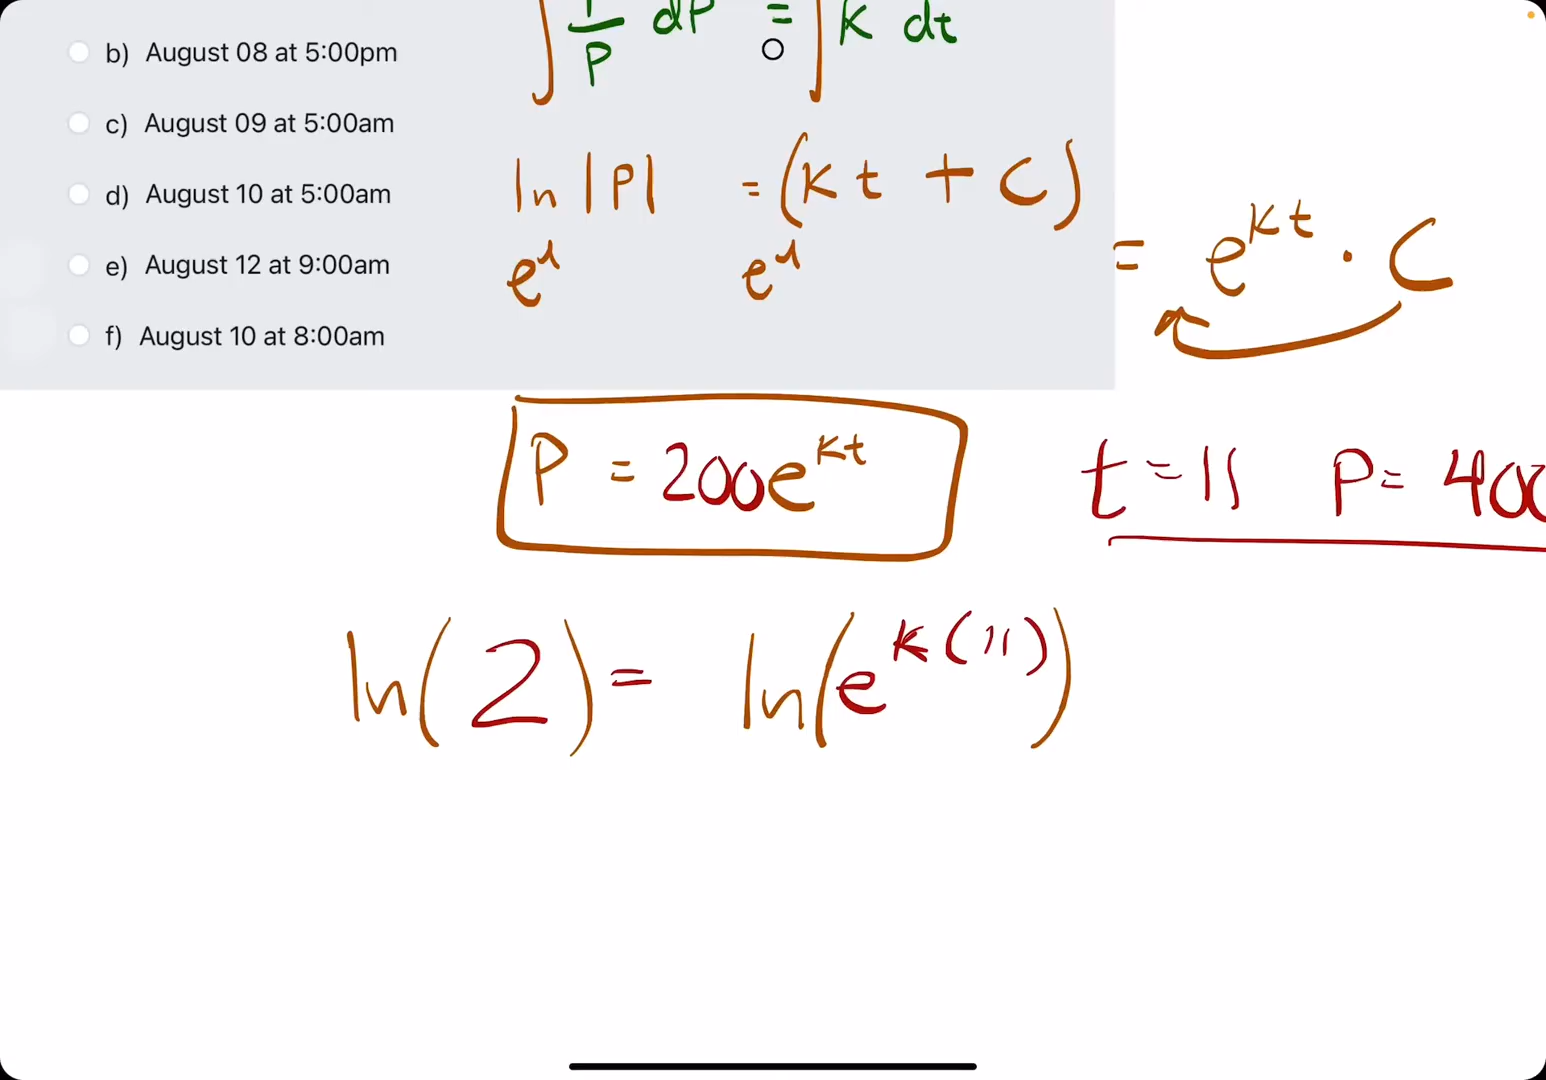 ∫ 1/P dP = ∫ k dt
b) August 08 at 5:00pm
c) August 09 at 5:00am
ln |P| = (kt + C)
d) August 10 at 5:00am
e e = e^kt · C
e) August 12 at 9:00am
f) August 10 at 8:00am
P = 200e^kt
t = 11 P = 400
ln(2) = ln(e^k(11))